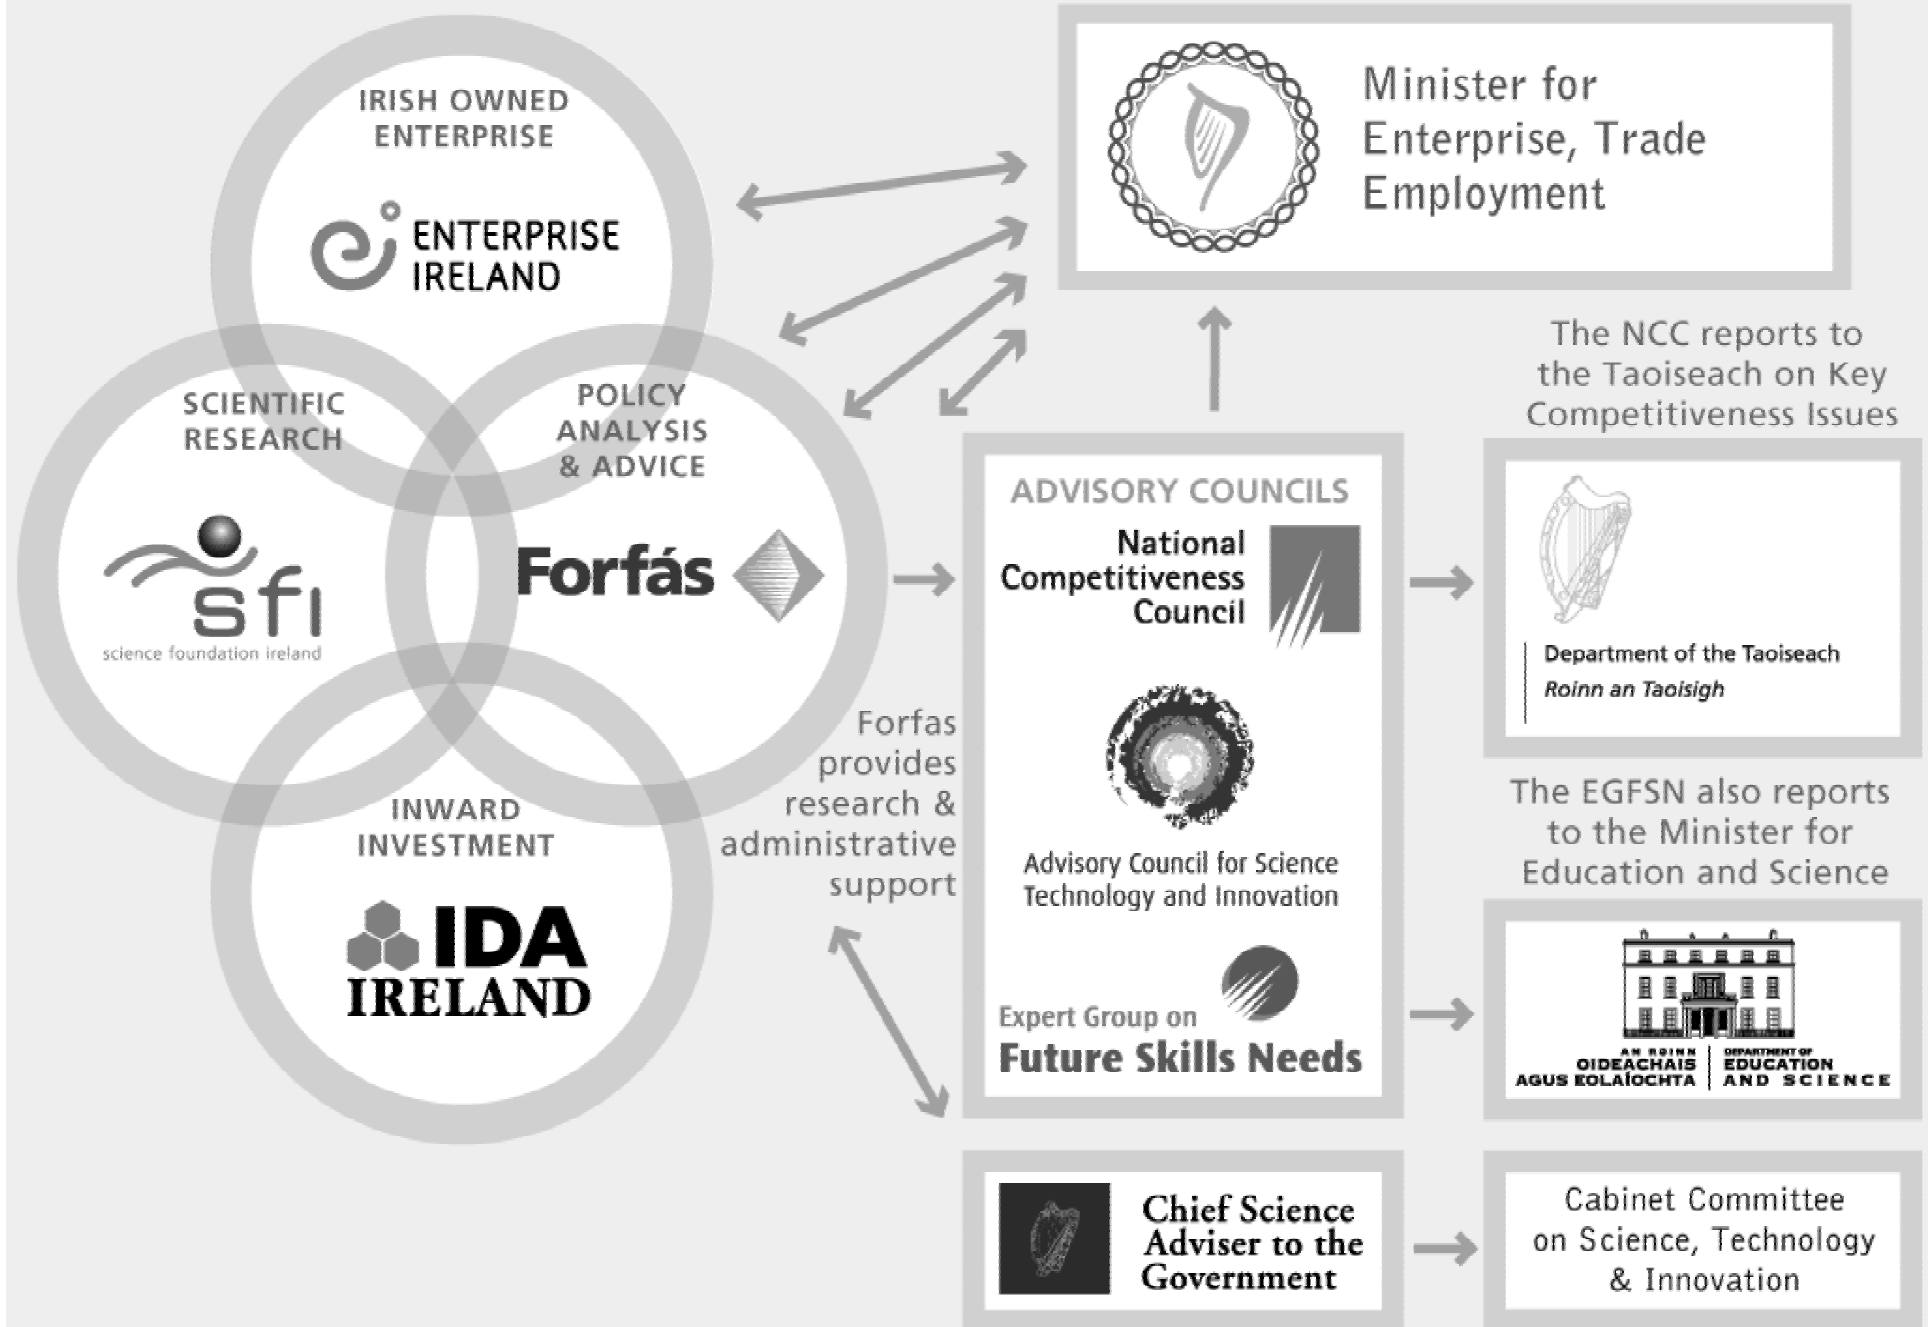 IRISH OWNED
ENTERPRISE
ENTERPRISE
IRELAND
SCIENTIFIC
RESEARCH
sfi
science foundation ireland
POLICY
ANALYSIS
& ADVICE
Forfás
INWARD
INVESTMENT
IDA
IRELAND
Minister for
Enterprise, Trade
Employment
Forfas
provides
research &
administrative
support
ADVISORY COUNCILS
National
Competitiveness
Council
Advisory Council for Science
Technology and Innovation
Expert Group on
Future Skills Needs
The NCC reports to
the Taoiseach on Key
Competitiveness Issues
Department of the Taoiseach
Roinn an Taoisigh
The EGFSN also reports
to the Minister for
Education and Science
AN ROINN
OIDEACHAIS
AGUS EOLAÍOCHTA
DEPARTMENT OF
EDUCATION
AND SCIENCE
Chief Science
Adviser to the
Government
Cabinet Committee
on Science, Technology
& Innovation